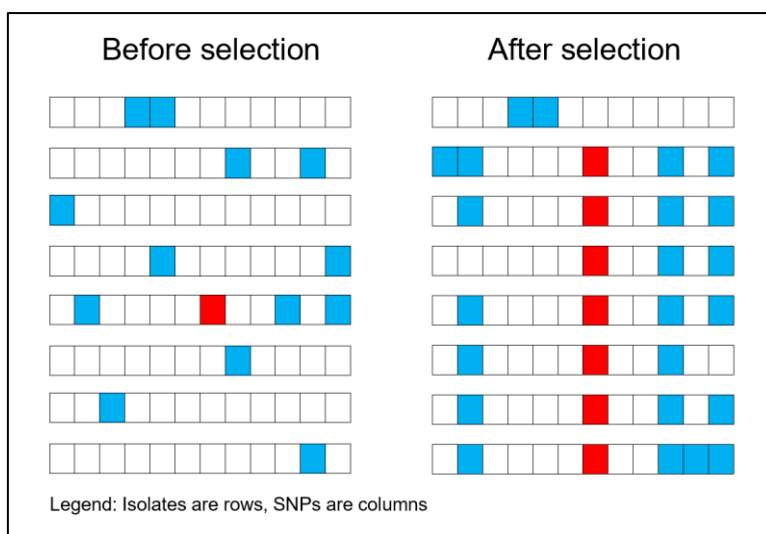 Before selection
After selection
Legend: Isolates are rows, SNPs are columns